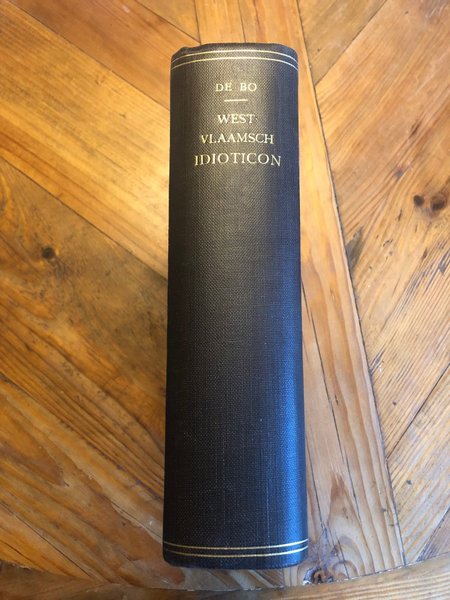 DE BO
WEST
VLAAMSCH
IDIOTICON